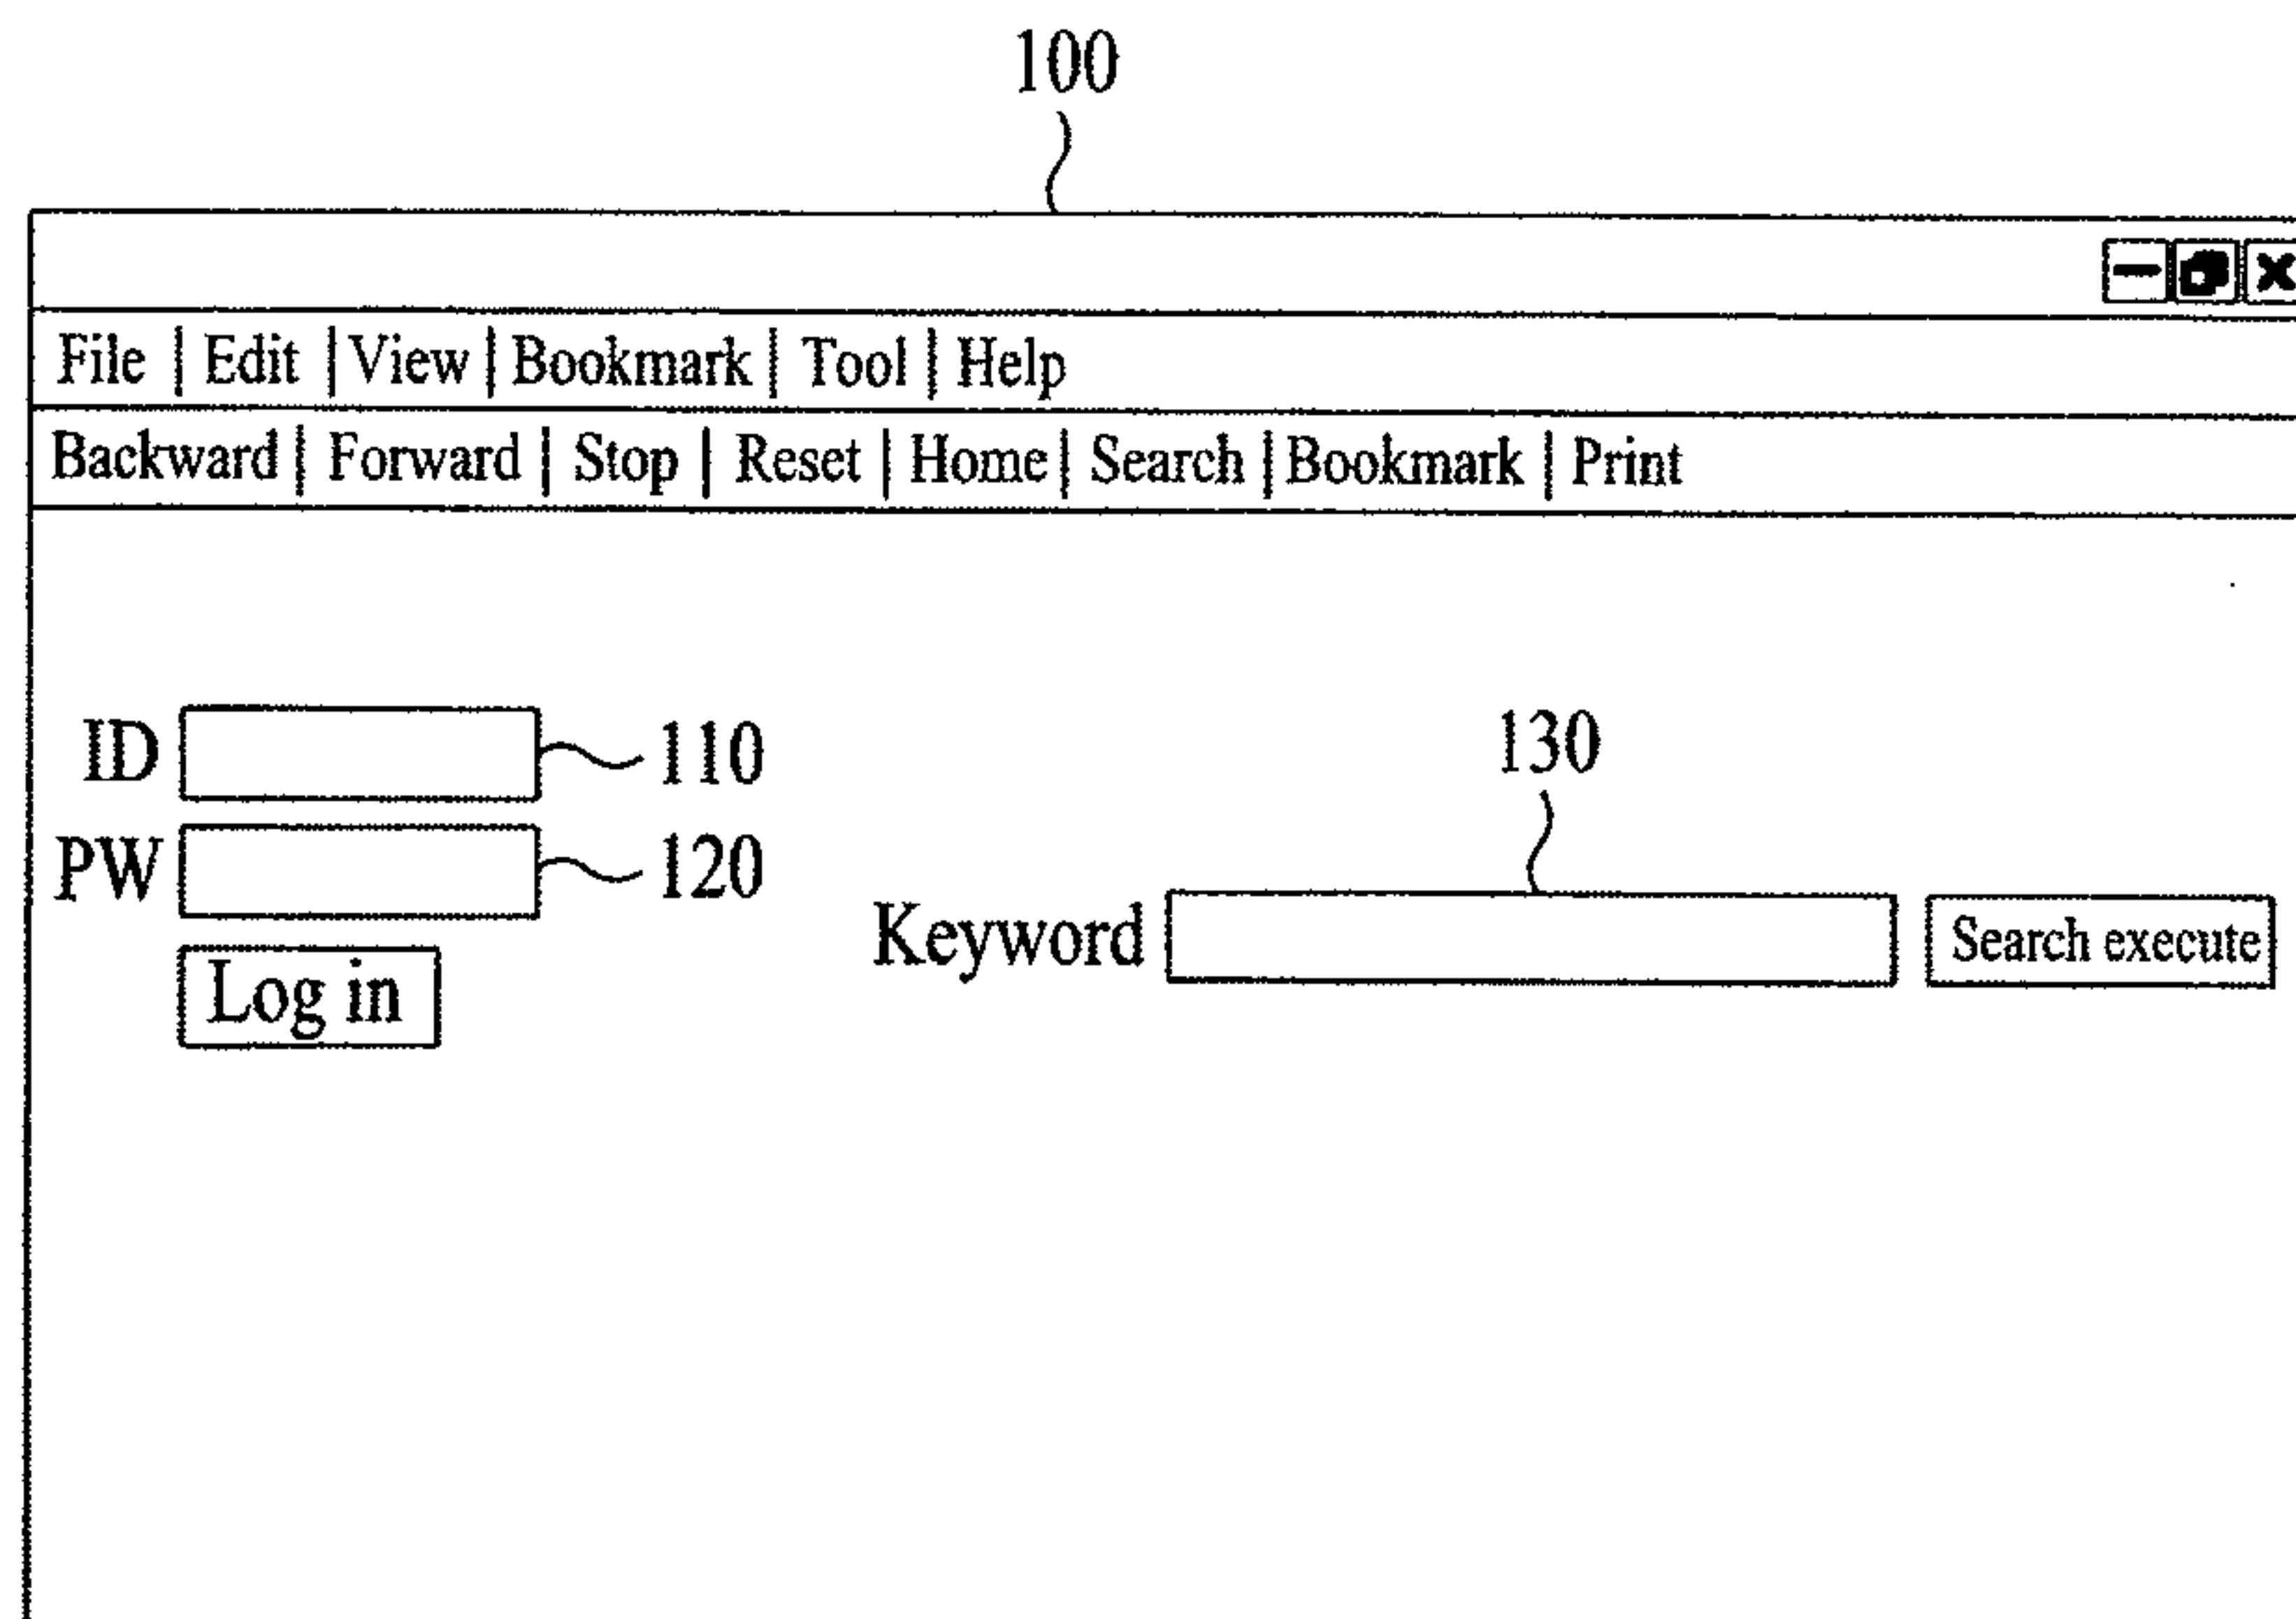 100
File | Edit | View | Bookmark | Tool | Help
Backward | Forward | Stop | Reset | Home | Search | Bookmark | Print
ID 110
PW 120
Log in
130
Keyword Search execute